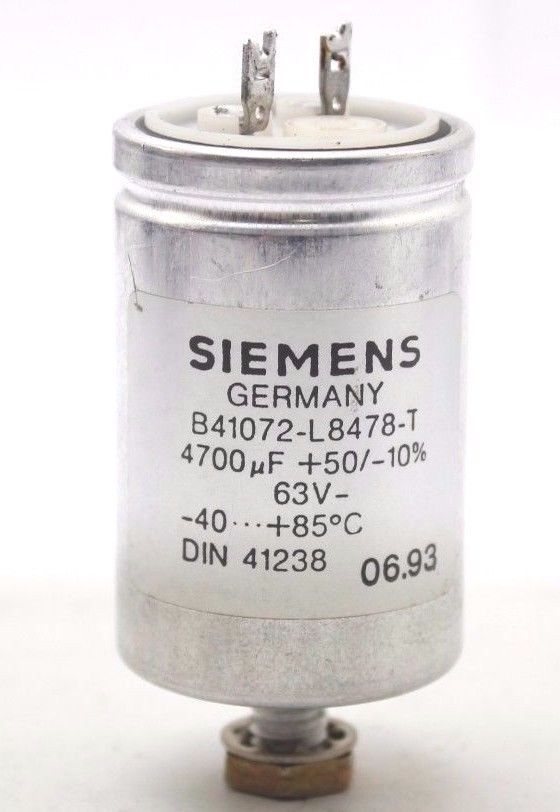 SIEMENS
GERMANY
B41072-L8478-T
4700µF +50/-10%
63V-
-40···+85°C
DIN 41238 06.93